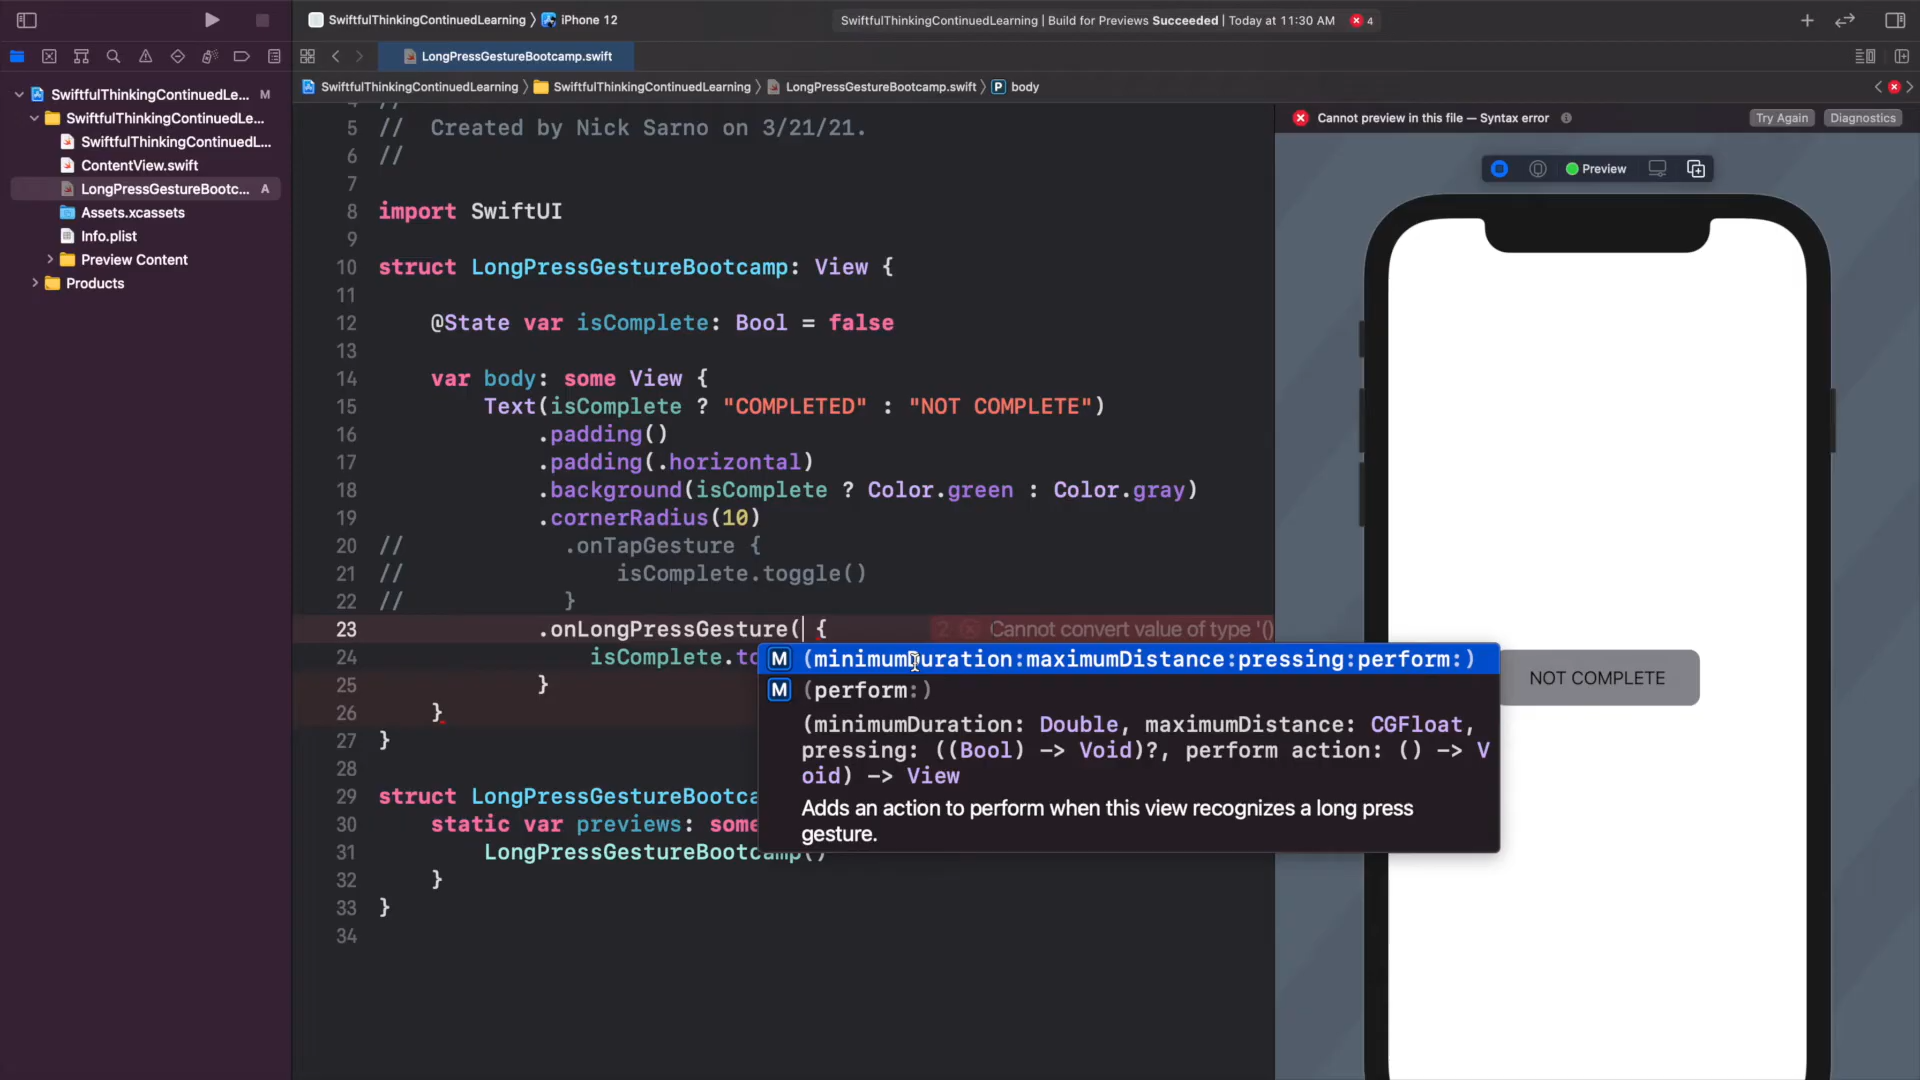 SwiftfulThinkingContinuedLearning 〉 iPhone 12
SwiftfulThinkingContinuedLearning | Build for Previews Succeeded | Today at 11:30 AM 4
LongPressGestureBootcamp.swift
SwiftfulThinkingContinuedLearning 〉 SwiftfulThinkingContinuedLearning 〉 LongPressGestureBootcamp.swift 〉 P body
SwiftfulThinkingContinuedLe... M
SwiftfulThinkingContinuedLe...
SwiftfulThinkingContinuedL...
ContentView.swift
LongPressGestureBootc... A
Assets.xcassets
Info.plist
Preview Content
Products
//
5 // Created by Nick Sarno on 3/21/21.
6 //
7
8 import SwiftUI
9
10 struct LongPressGestureBootcamp: View {
11
12 @State var isComplete: Bool = false
13
14 var body: some View {
15 Text(isComplete ? "COMPLETED" : "NOT COMPLETE")
16 .padding()
17 .padding(.horizontal)
18 .background(isComplete ? Color.green : Color.gray)
19 .cornerRadius(10)
20 // .onTapGesture {
21 // isComplete.toggle()
22 // }
23 .onLongPressGesture( { 2 Cannot convert value of type '()
24 isComplete.to
25 }
26 }
27 }
28
29 struct LongPressGestureBootca
30 static var previews: some
31 LongPressGestureBootcamp()
32 }
33 }
34
M (minimumDuration:maximumDistance:pressing:perform:)
M (perform:)
(minimumDuration: Double, maximumDistance: CGFloat,
pressing: ((Bool) -> Void)?, perform action: () -> V
oid) -> View
Adds an action to perform when this view recognizes a long press
gesture.
Cannot preview in this file — Syntax error Try Again Diagnostics
Preview
NOT COMPLETE